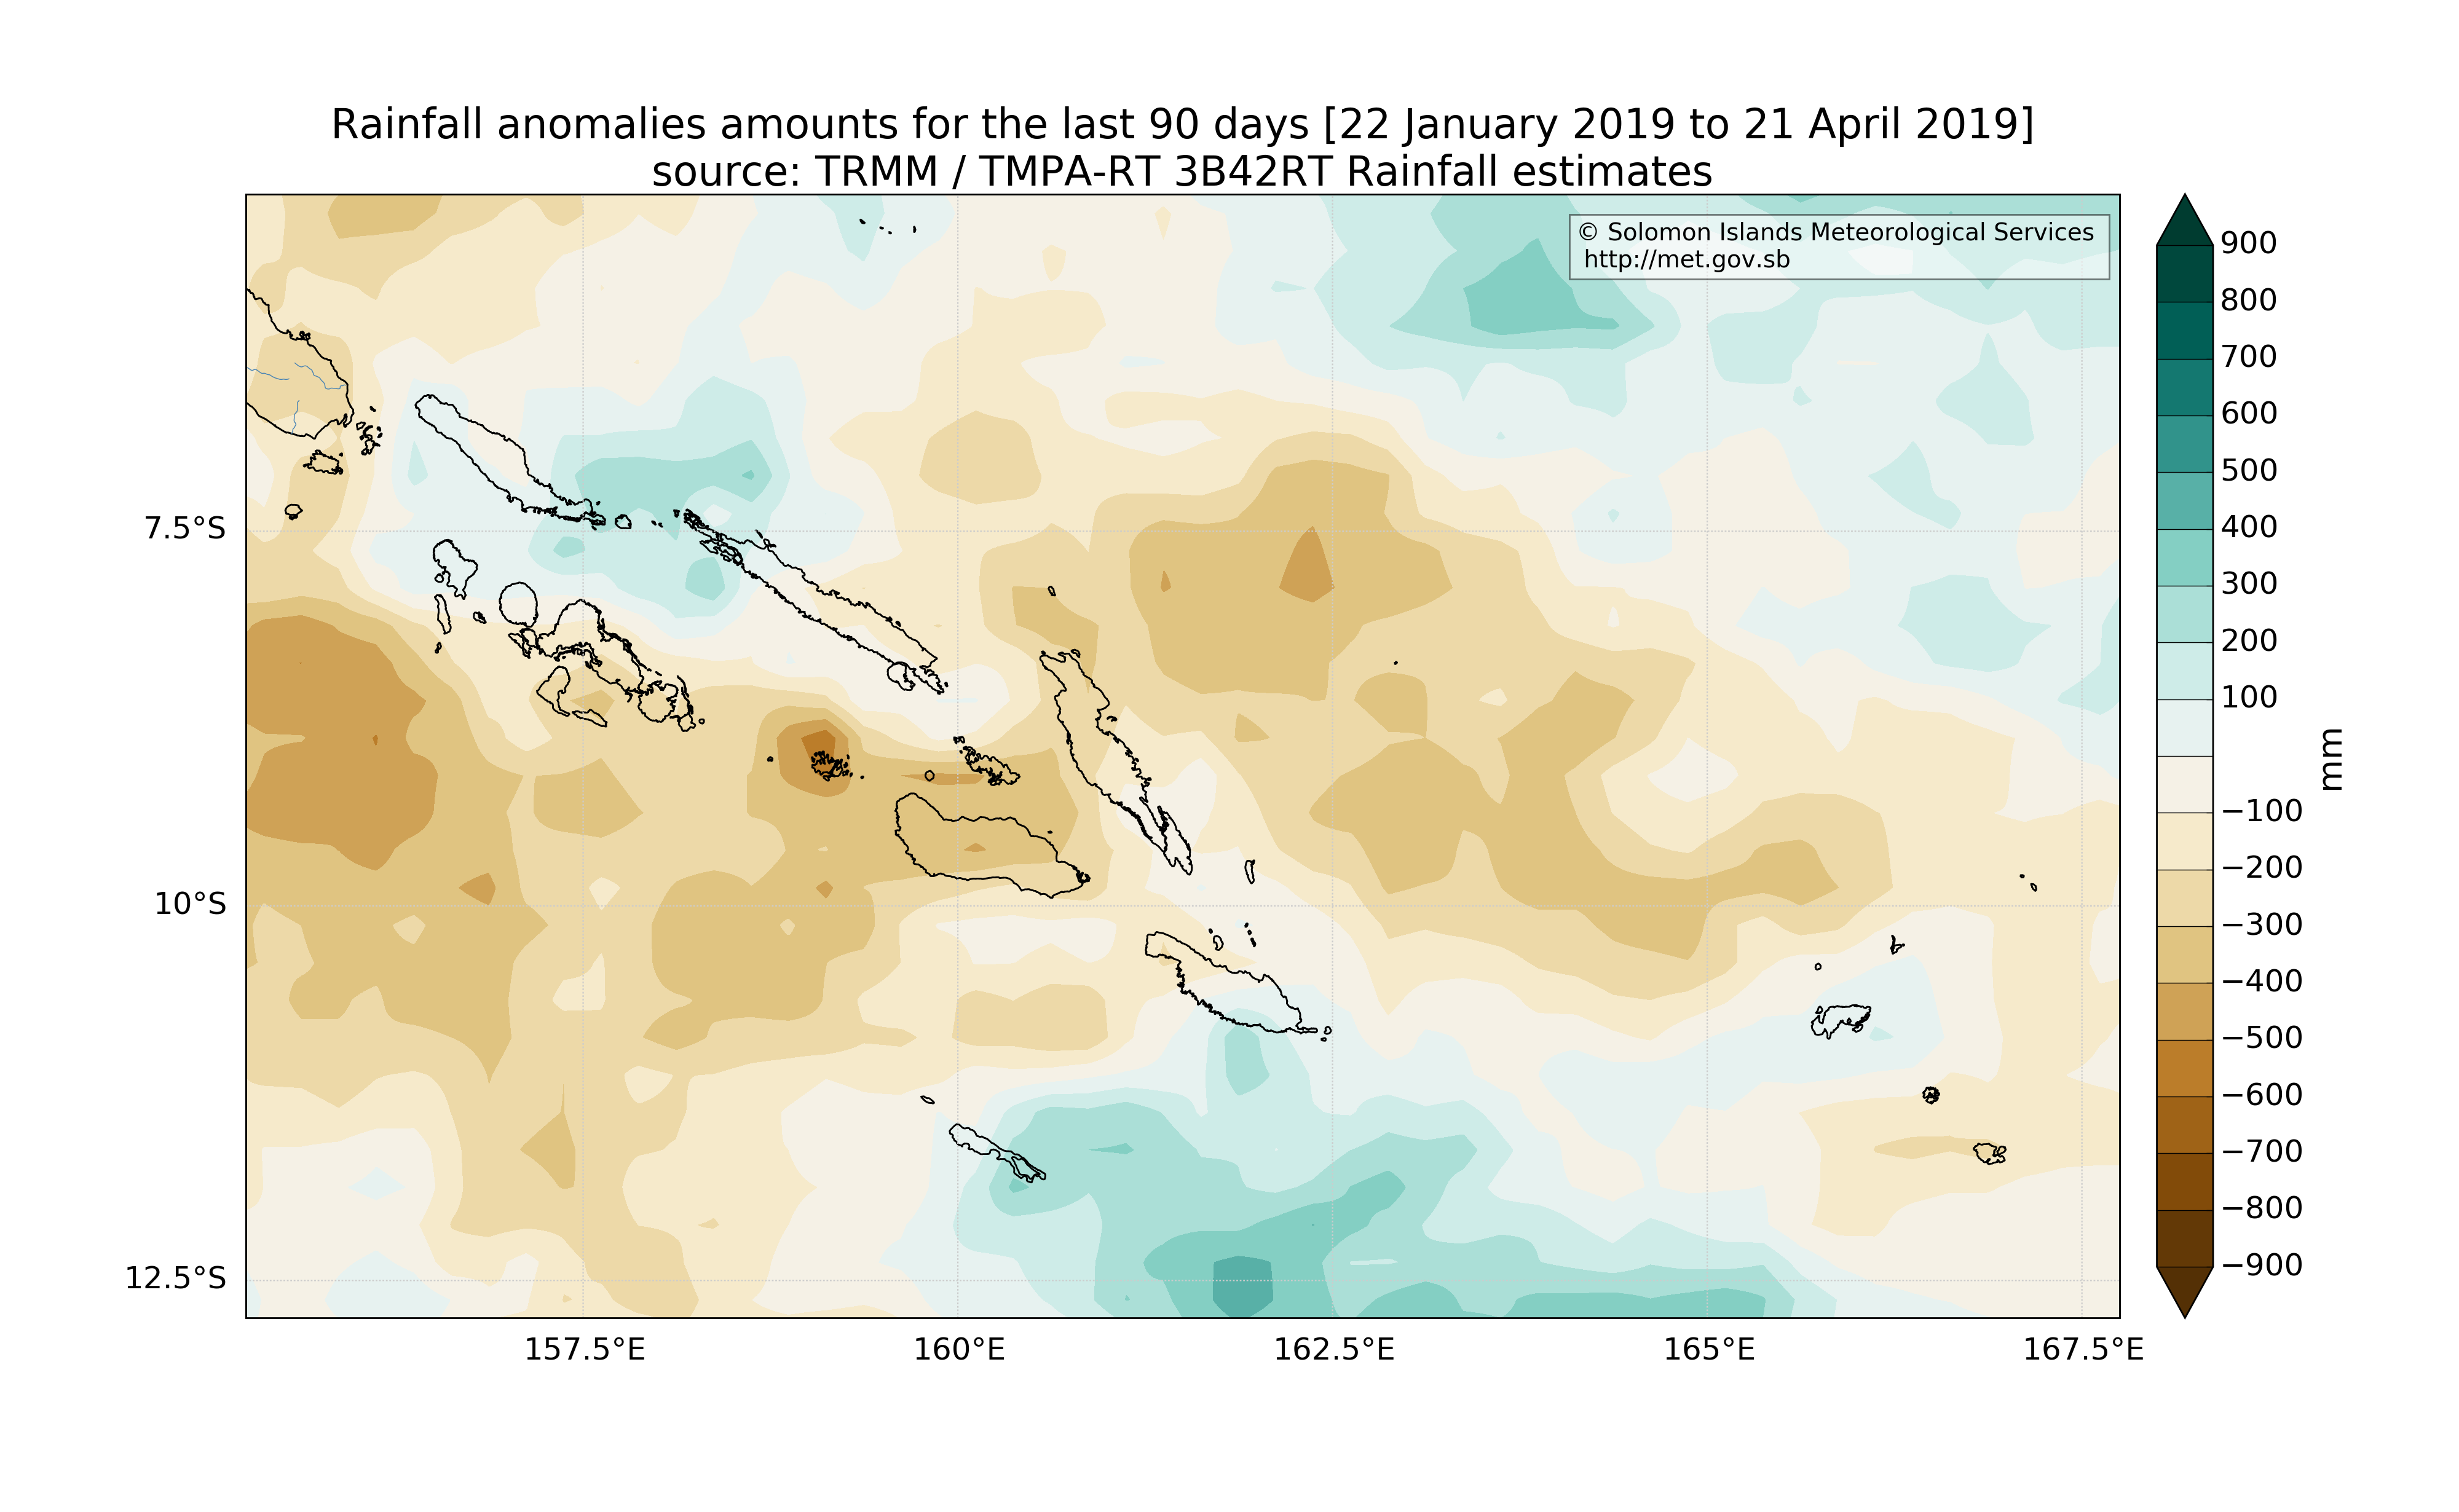 Rainfall anomalies amounts for the last 90 days [22 January 2019 to 21 April 2019]
source: TRMM / TMPA-RT 3B42RT Rainfall estimates
© Solomon Islands Meteorological Services
http://met.gov.sb
7.5°S
10°S
12.5°S
157.5°E
160°E
162.5°E
165°E
167.5°E
900
800
700
600
500
400
300
200
100
−100
−200
−300
−400
−500
−600
−700
−800
−900
mm